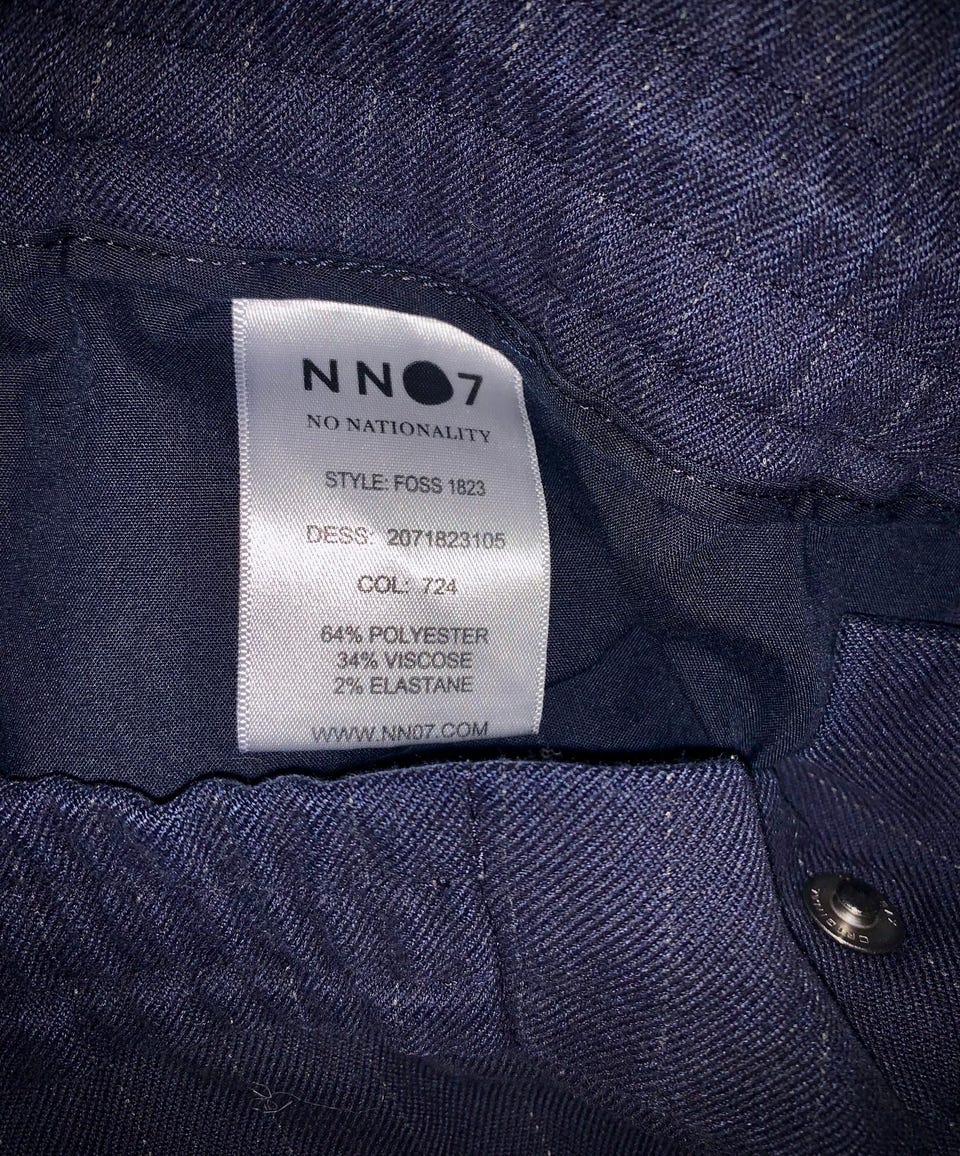 NN07
NO NATIONALITY
STYLE: FOSS 1823
DESS: 2071823105
COL: 724
64% POLYESTER
34% VISCOSE
2% ELASTANE
WWW.NN07.COM
ORIGINAL